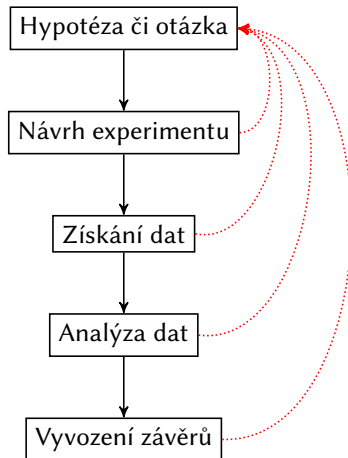 Hypotéza či otázka
Návrh experimentu
Získání dat
Analýza dat
Vyvození závěrů